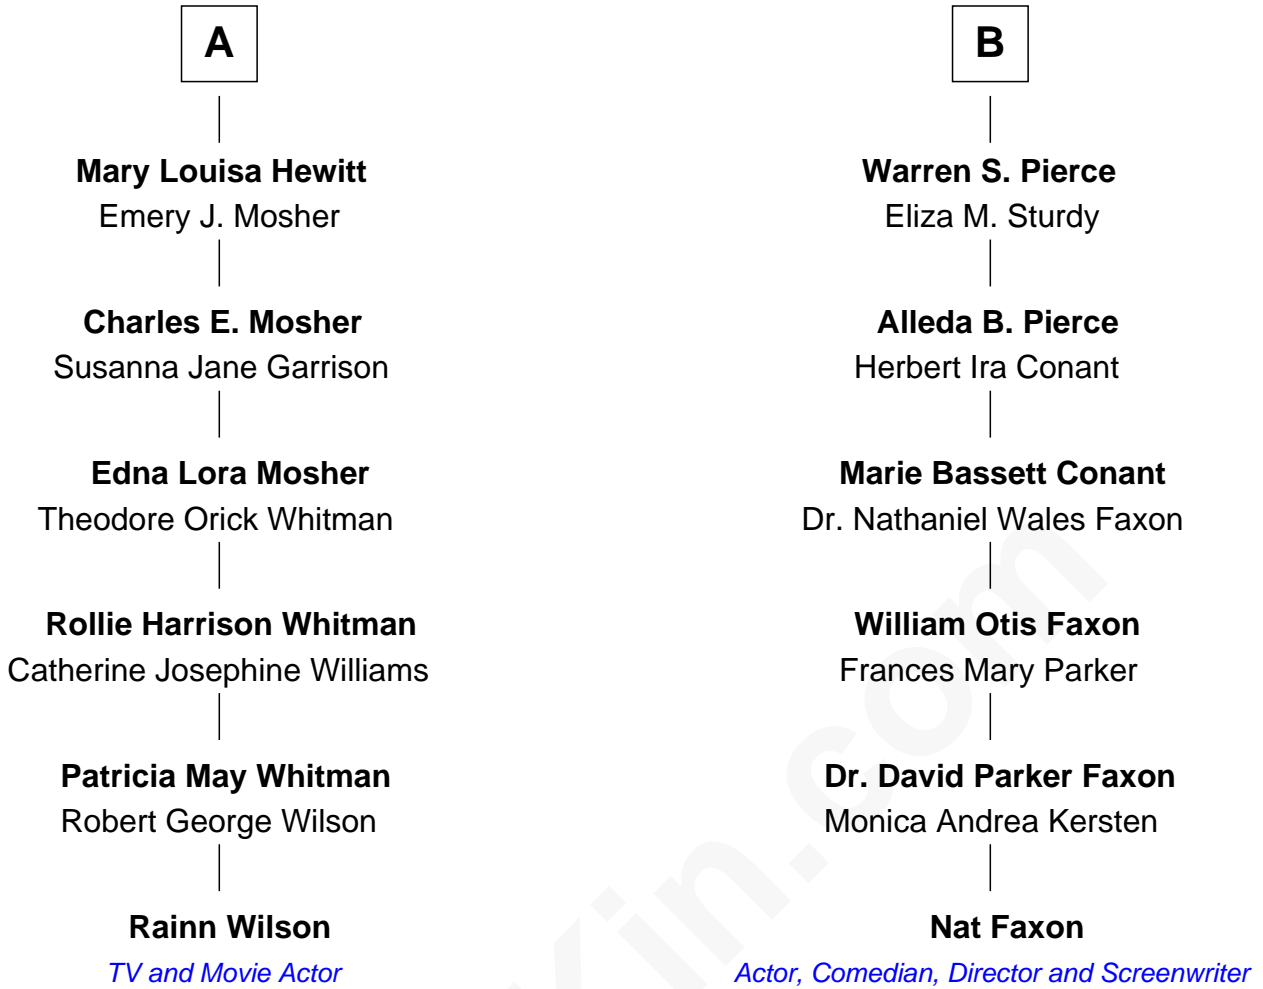 A
Mary Louisa Hewitt
Emery J. Mosher
Charles E. Mosher
Susanna Jane Garrison
Edna Lora Mosher
Theodore Orick Whitman
Rollie Harrison Whitman
Catherine Josephine Williams
Patricia May Whitman
Robert George Wilson
Rainn Wilson
TV and Movie Actor
B
Warren S. Pierce
Eliza M. Sturdy
Alleda B. Pierce
Herbert Ira Conant
Marie Bassett Conant
Dr. Nathaniel Wales Faxon
William Otis Faxon
Frances Mary Parker
Dr. David Parker Faxon
Monica Andrea Kersten
Nat Faxon
Actor, Comedian, Director and Screenwriter
Kin.com